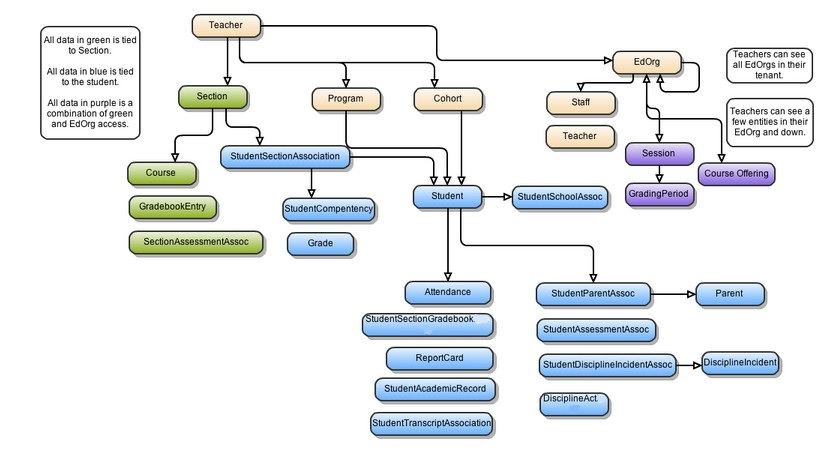 Teacher
All data in green is tied
to Section.
All data in blue is tied
to the student.
All data in purple is a
combination of green
and EdOrg access.
EdOrg
Teachers can see
all EdOrgs in their
tenant.
Section
Program
Cohort
Staff
Teachers can see a
few entities in their
EdOrg and down.
Teacher
StudentSectionAssociation
Session
Course
Course Offering
GradebookEntry
StudentCompentency
Student
StudentSchoolAssoc
GradingPeriod
SectionAssessmentAssoc
Grade
Attendance
StudentParentAssoc
Parent
StudentSectionGradebook
StudentAssessmentAssoc
ReportCard
StudentDisciplineIncidentAssoc
DisciplineIncident
StudentAcademicRecord
DisciplineAct
StudentTranscriptAssociation